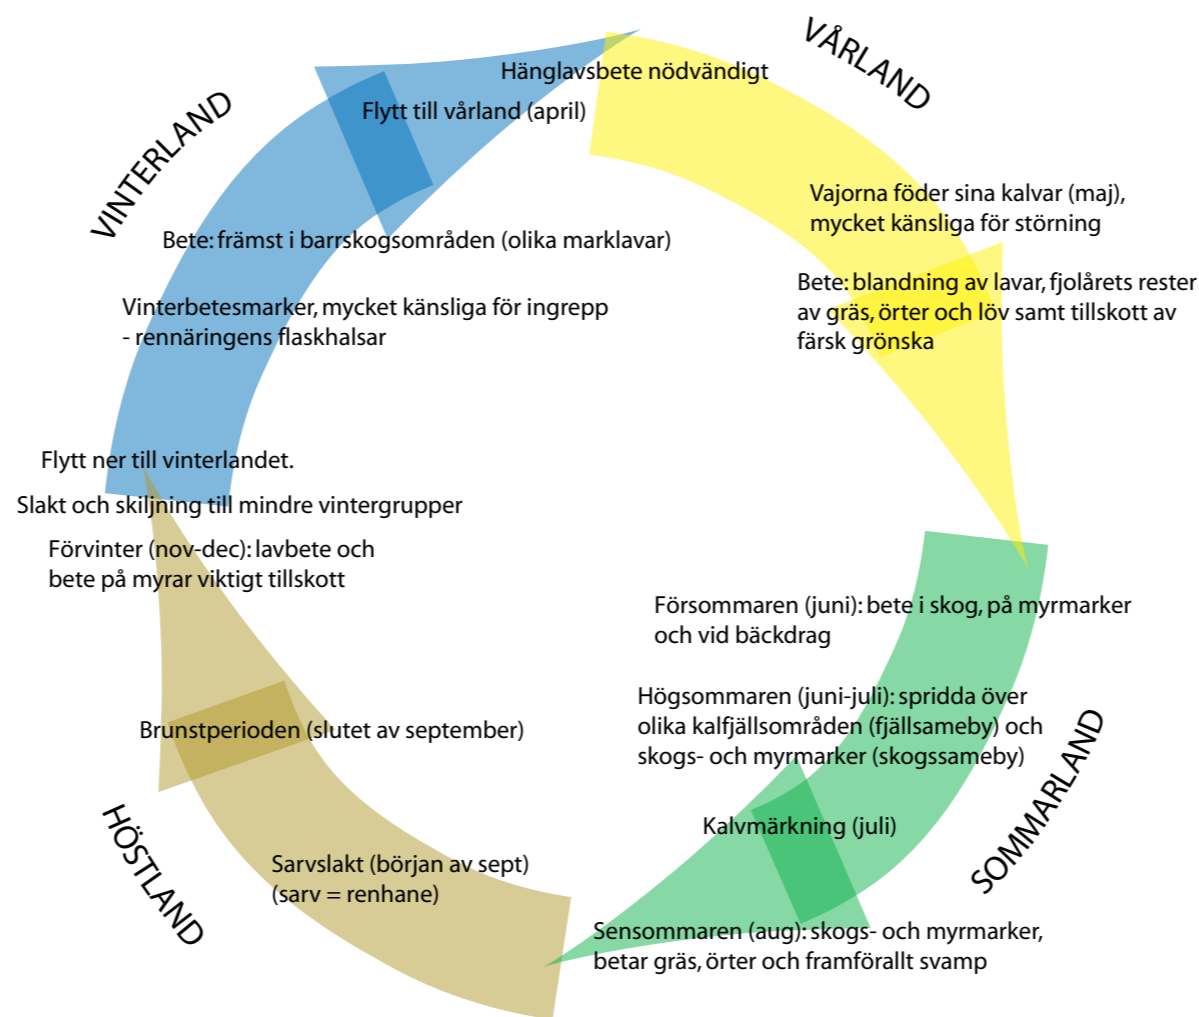 VINTERLAND
Hänglavsbete nödvändigt
Flytt till vårland (april)
Bete: främst i barrskogsområden (olika marklavar)
Vinterbetesmarker, mycket känsliga för ingrepp
- rennäringens flaskhalsar
VÅRLAND
Vajorna föder sina kalvar (maj),
mycket känsliga för störning
Bete: blandning av lavar, fjolårets rester
av gräs, örter och löv samt tillskott av
färsk grönska
Försommaren (juni): bete i skog, på myrmarker
och vid bäckdrag
Högsommaren (juni-juli): spridda över
olika kalfjällsområden (fjällsameby) och
skogs- och myrmarker (skogssameby)
SOMMARLAND
Kalvmärkning (juli)
Sensommaren (aug): skogs- och myrmarker,
betar gräs, örter och framförallt svamp
Sarvslakt (början av sept)
(sarv = renhane)
HÖSTLAND
Brunstperioden (slutet av september)
Flytt ner till vinterlandet.
Slakt och skiljning till mindre vintergrupper
Förvinter (nov-dec): lavbete och
bete på myrar viktigt tillskott